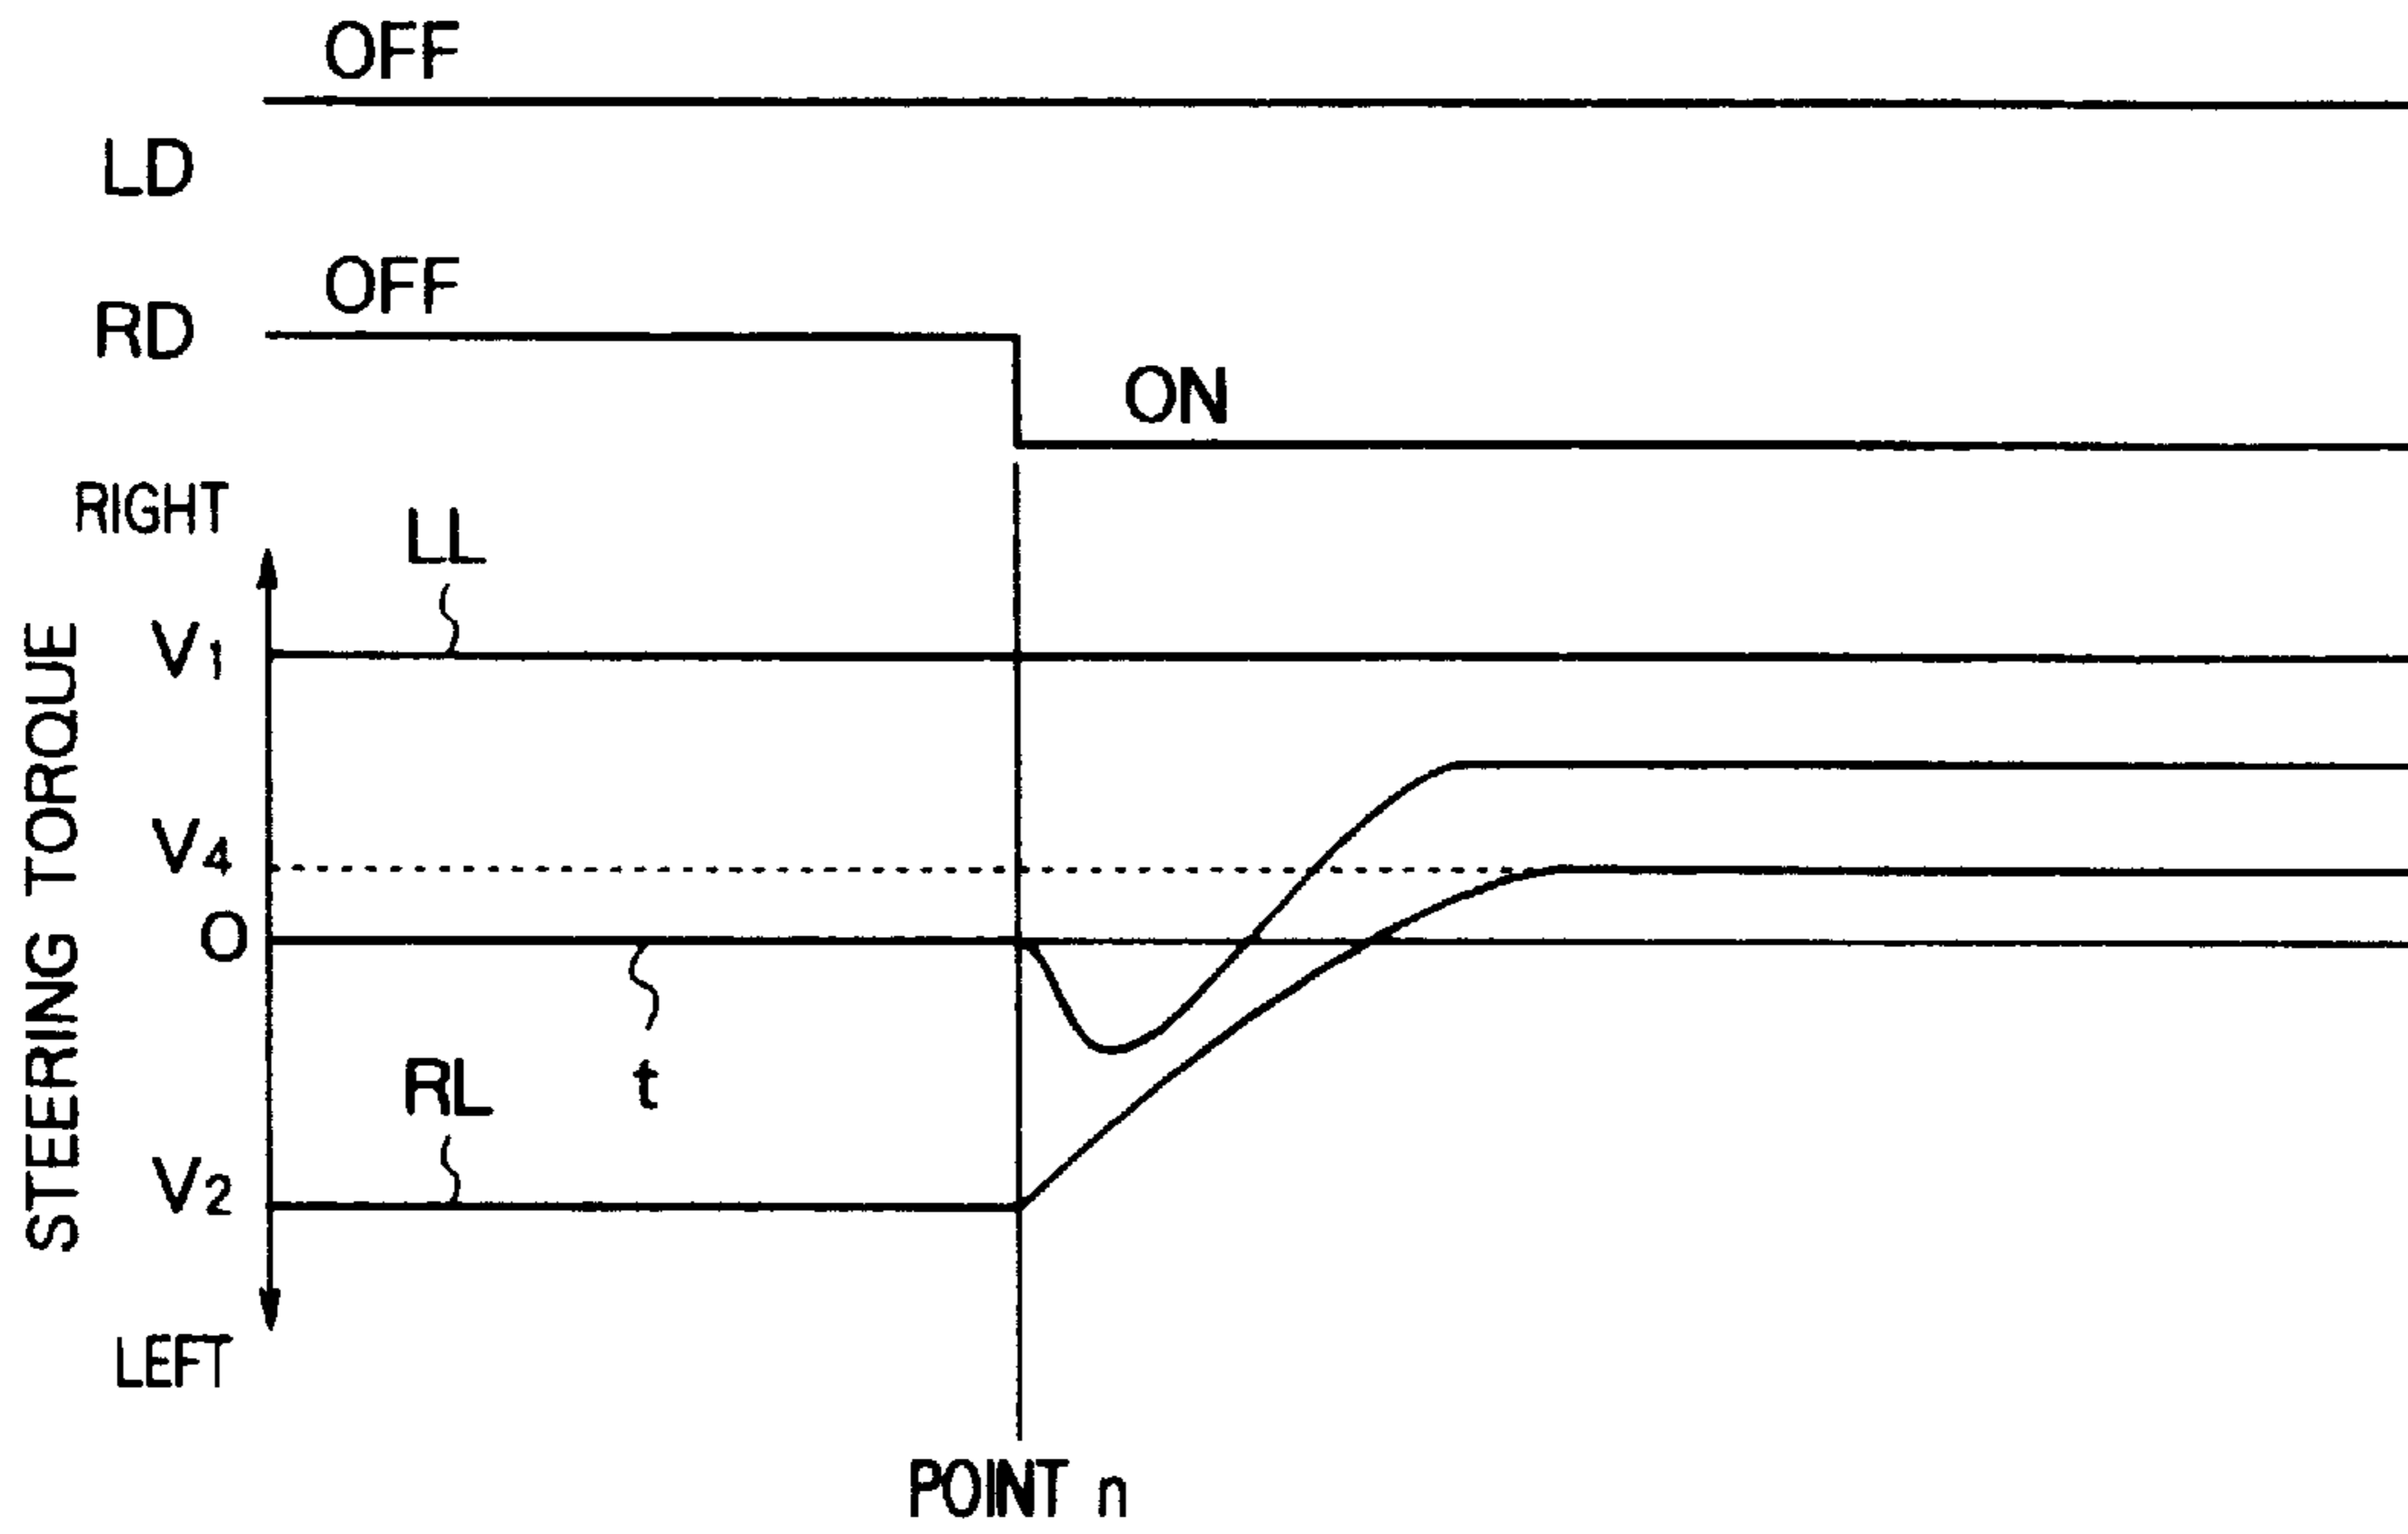 OFF
LD
OFF
RD
ON
RIGHT
LL
V1
STEERING TORQUE
V4
O
t
RL
V2
LEFT
POINT n